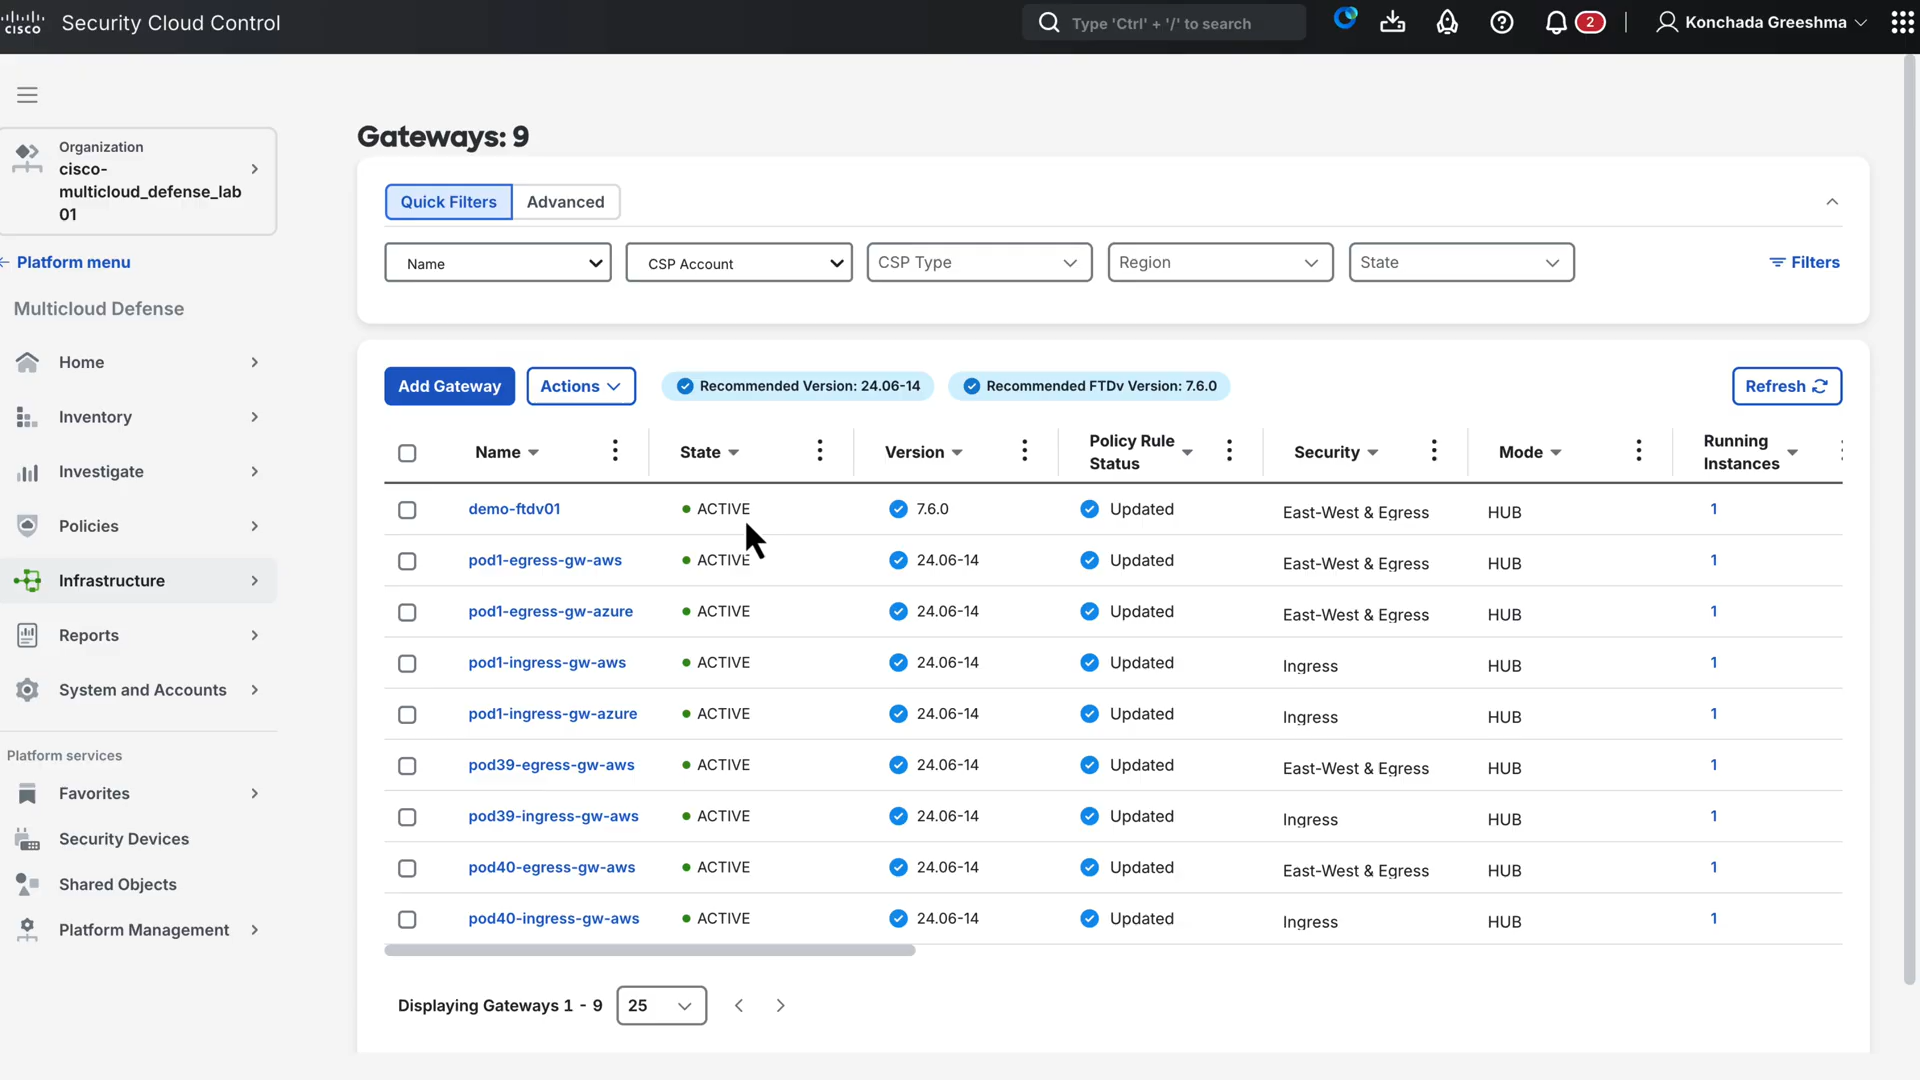 cisco Security Cloud Control
Type 'Ctrl' + '/' to search
2
Konchada Greeshma
Organization
cisco-
multicloud_defense_lab
01
Platform menu
Multicloud Defense
Home
Inventory
Investigate
Policies
Infrastructure
Reports
System and Accounts
Platform services
Favorites
Security Devices
Shared Objects
Platform Management
Gateways: 9
Quick Filters Advanced
Name CSP Account CSP Type Region State Filters
Add Gateway Actions Recommended Version: 24.06-14 Recommended FTDv Version: 7.6.0 Refresh
Name State Version Policy Rule Status Security Mode Running Instances
demo-ftdv01 ACTIVE 7.6.0 Updated East-West & Egress HUB 1
pod1-egress-gw-aws ACTIVE 24.06-14 Updated East-West & Egress HUB 1
pod1-egress-gw-azure ACTIVE 24.06-14 Updated East-West & Egress HUB 1
pod1-ingress-gw-aws ACTIVE 24.06-14 Updated Ingress HUB 1
pod1-ingress-gw-azure ACTIVE 24.06-14 Updated Ingress HUB 1
pod39-egress-gw-aws ACTIVE 24.06-14 Updated East-West & Egress HUB 1
pod39-ingress-gw-aws ACTIVE 24.06-14 Updated Ingress HUB 1
pod40-egress-gw-aws ACTIVE 24.06-14 Updated East-West & Egress HUB 1
pod40-ingress-gw-aws ACTIVE 24.06-14 Updated Ingress HUB 1
Displaying Gateways 1 - 9 25